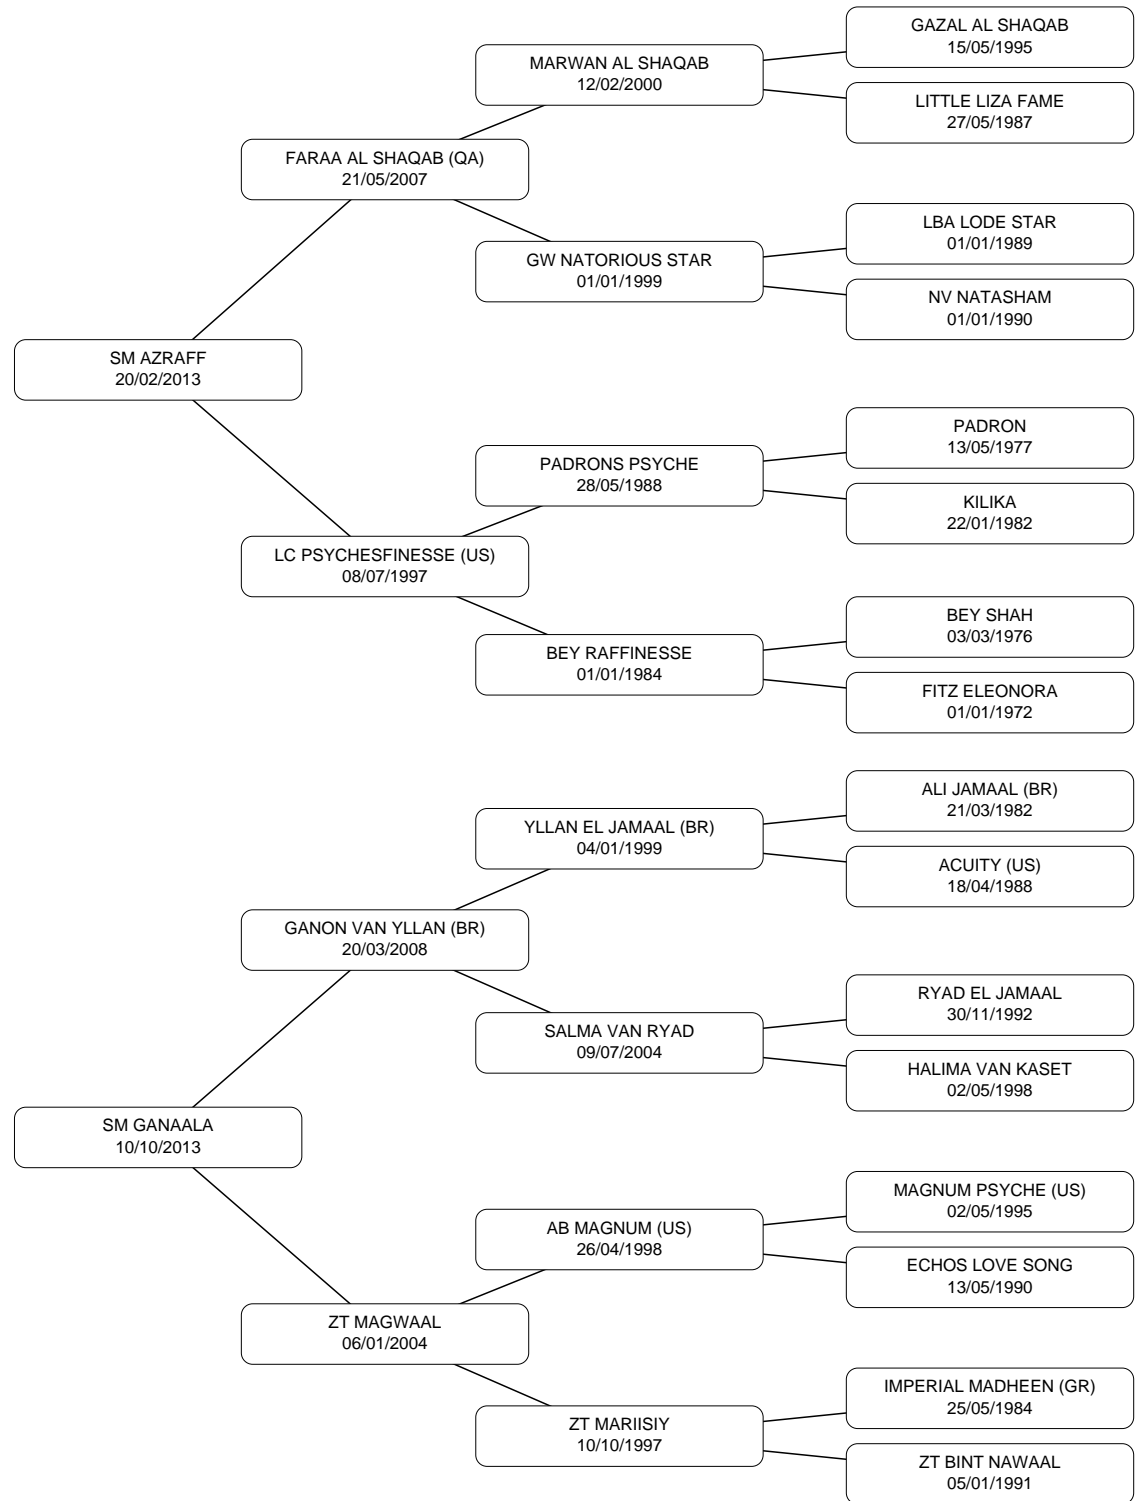 GAZAL AL SHAQAB
15/05/1995
MARWAN AL SHAQAB
12/02/2000
LITTLE LIZA FAME
27/05/1987
FARAA AL SHAQAB (QA)
21/05/2007
LBA LODE STAR
01/01/1989
GW NATORIOUS STAR
01/01/1999
NV NATASHAM
01/01/1990
SM AZRAFF
20/02/2013
PADRON
13/05/1977
PADRONS PSYCHE
28/05/1988
KILIKA
22/01/1982
LC PSYCHESFINESSE (US)
08/07/1997
BEY SHAH
03/03/1976
BEY RAFFINESSE
01/01/1984
FITZ ELEONORA
01/01/1972
ALI JAMAAL (BR)
21/03/1982
YLLAN EL JAMAAL (BR)
04/01/1999
ACUITY (US)
18/04/1988
GANON VAN YLLAN (BR)
20/03/2008
RYAD EL JAMAAL
30/11/1992
SALMA VAN RYAD
09/07/2004
HALIMA VAN KASET
02/05/1998
SM GANAALA
10/10/2013
MAGNUM PSYCHE (US)
02/05/1995
AB MAGNUM (US)
26/04/1998
ECHOS LOVE SONG
13/05/1990
ZT MAGWAAL
06/01/2004
IMPERIAL MADHEEN (GR)
25/05/1984
ZT MARIISIY
10/10/1997
ZT BINT NAWAAL
05/01/1991